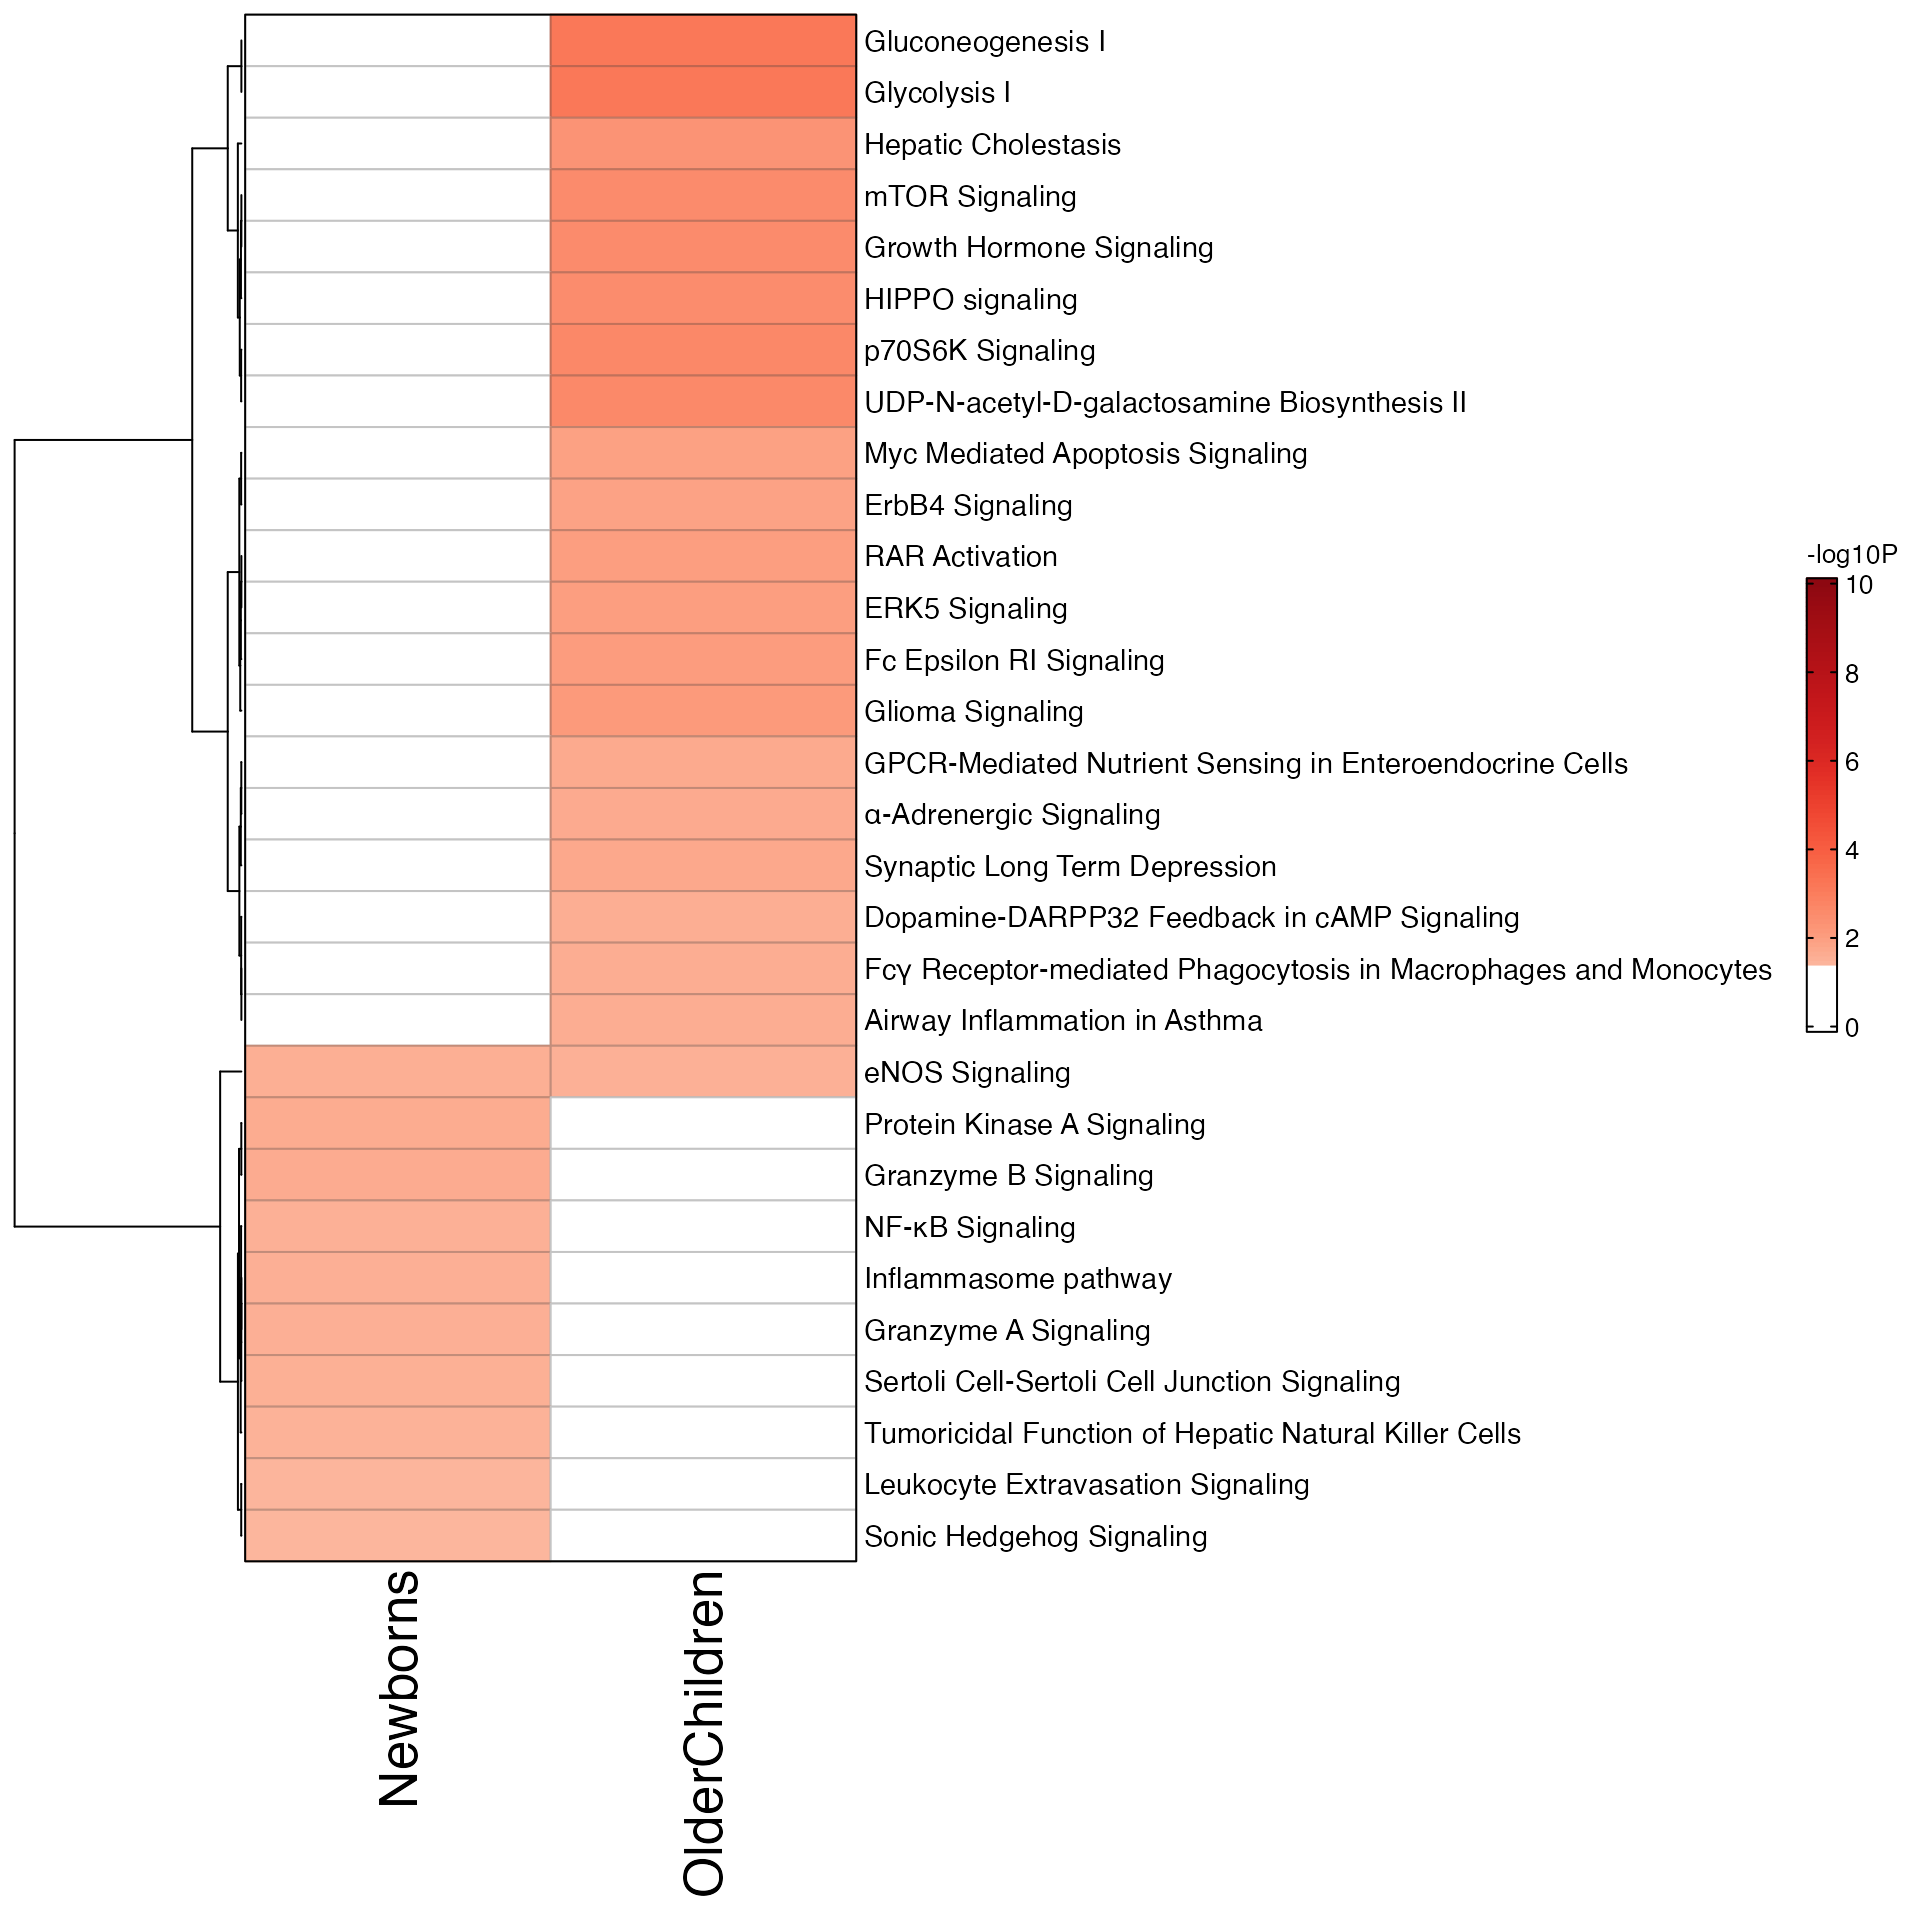 Gluconeogenesis I
Glycolysis I
Hepatic Cholestasis
mTOR Signaling
Growth Hormone Signaling
HIPPO signaling
p70S6K Signaling
UDP-N-acetyl-D-galactosamine Biosynthesis II
Myc Mediated Apoptosis Signaling
ErbB4 Signaling
RAR Activation
ERK5 Signaling
Fc Epsilon RI Signaling
Glioma Signaling
GPCR-Mediated Nutrient Sensing in Enteroendocrine Cells
α-Adrenergic Signaling
Synaptic Long Term Depression
Dopamine-DARPP32 Feedback in cAMP Signaling
Fcγ Receptor-mediated Phagocytosis in Macrophages and Monocytes
Airway Inflammation in Asthma
eNOS Signaling
Protein Kinase A Signaling
Granzyme B Signaling
NF-κB Signaling
Inflammasome pathway
Granzyme A Signaling
Sertoli Cell-Sertoli Cell Junction Signaling
Tumoricidal Function of Hepatic Natural Killer Cells
Leukocyte Extravasation Signaling
Sonic Hedgehog Signaling
Newborns
OlderChildren
-log10P
10
8
6
4
2
0